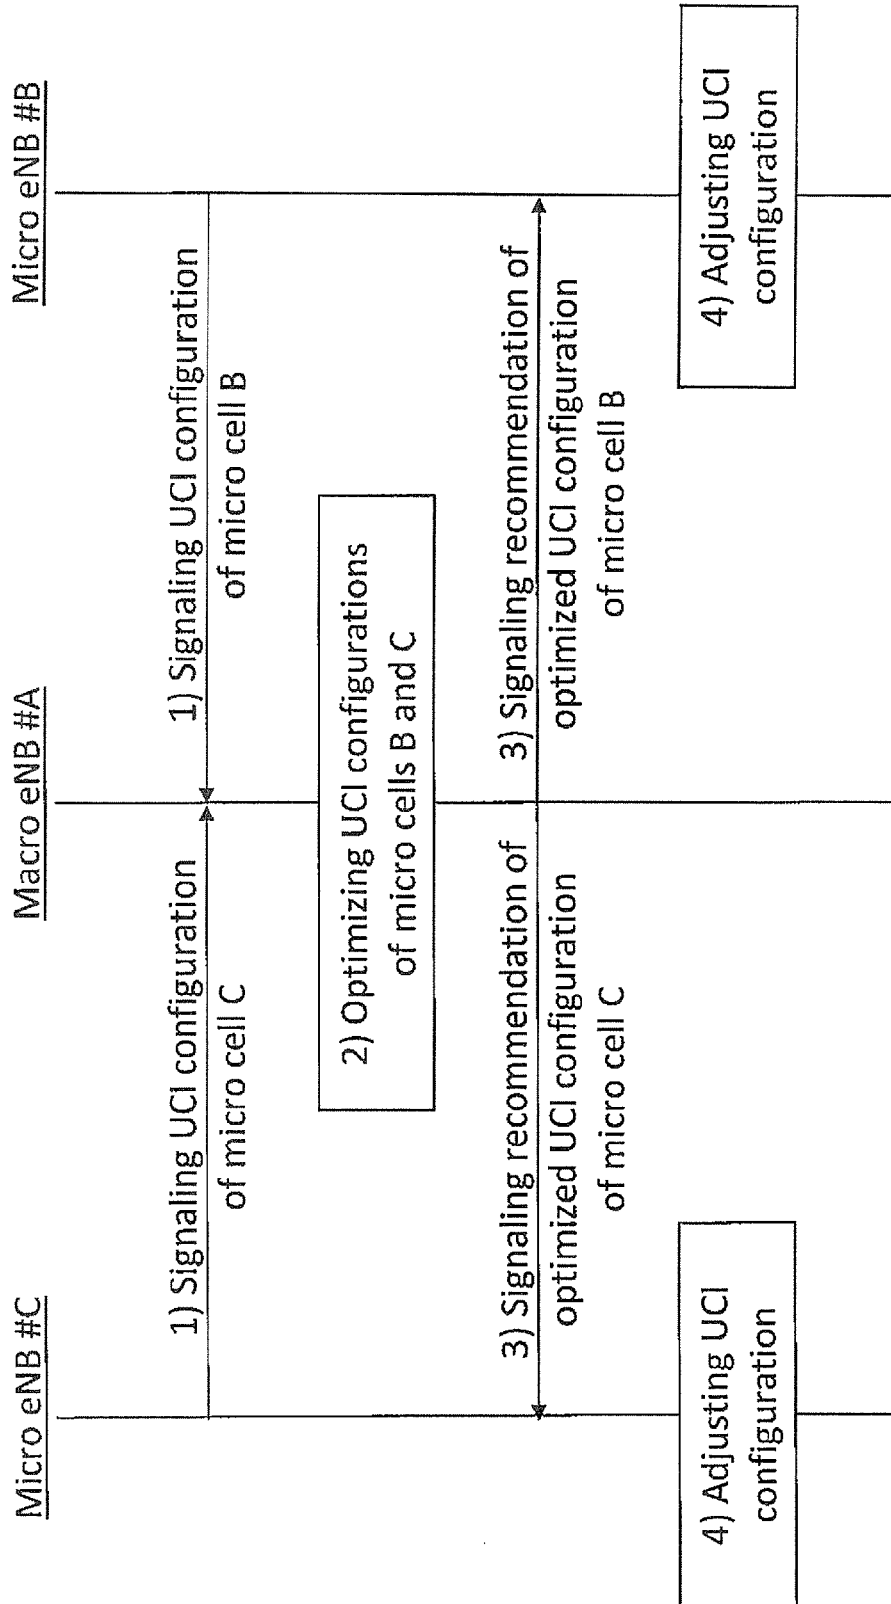 Micro eNB #C
Macro eNB #A
Micro eNB #B
1) Signaling UCI configuration
of micro cell C
1) Signaling UCI configuration
of micro cell B
2) Optimizing UCI configurations
of micro cells B and C
3) Signaling recommendation of
optimized UCI configuration
of micro cell C
3) Signaling recommendation of
optimized UCI configuration
of micro cell B
4) Adjusting UCI
configuration
4) Adjusting UCI
configuration